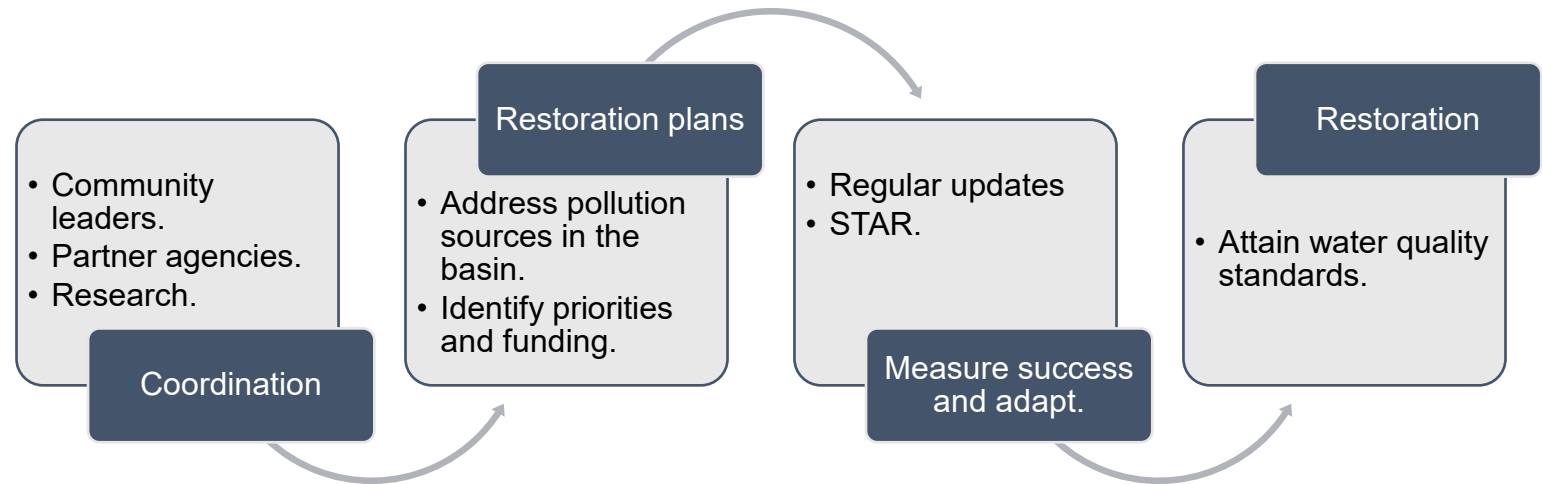 • Community
leaders.
• Partner agencies.
• Research.
Coordination
Restoration plans
• Address pollution
sources in the
basin.
• Identify priorities
and funding.
• Regular updates
• STAR.
Measure success
and adapt.
Restoration
• Attain water quality
standards.